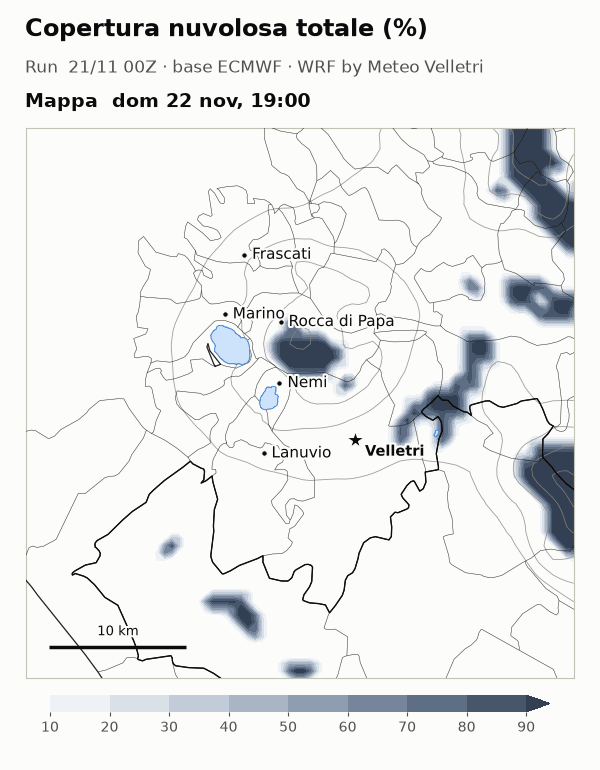 Copertura nuvolosa totale (%)
Run  21/11 00Z · base ECMWF · WRF by Meteo Velletri
Mappa  dom 22 nov, 19:00
Frascati
Marino
Rocca di Papa
Nemi
Velletri
Lanuvio
10 km
10 20 30 40 50 60 70 80 90